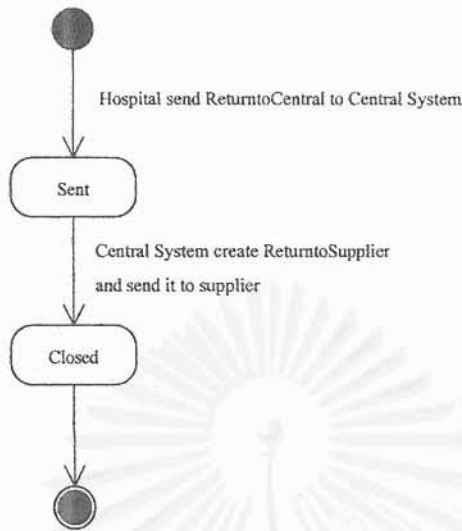 Hospital send ReturntoCentral to Central System
Sent
Central System create ReturntoSupplier
and send it to supplier
Closed